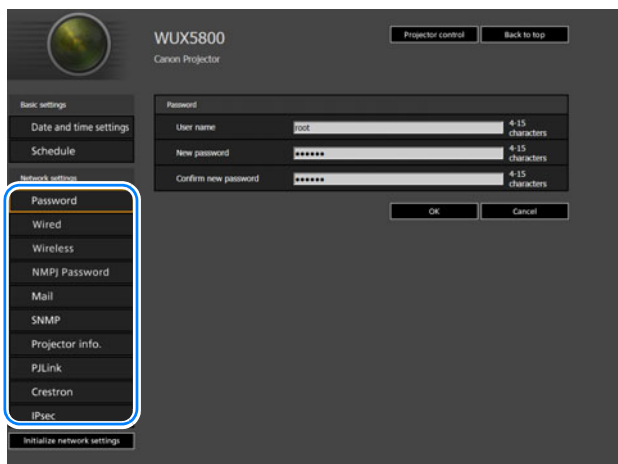 WUX5800
Canon Projector
Projector control
Back to top
Basic settings
Date and time settings
Schedule
Network settings
Password
Wired
Wireless
NMPJ Password
Mail
SNMP
Projector info.
PJLink
Crestron
IPsec
Initialize network settings
Password
User name root 4-15
characters
New password •••••• 4-15
characters
Confirm new password •••••• 4-15
characters
OK Cancel